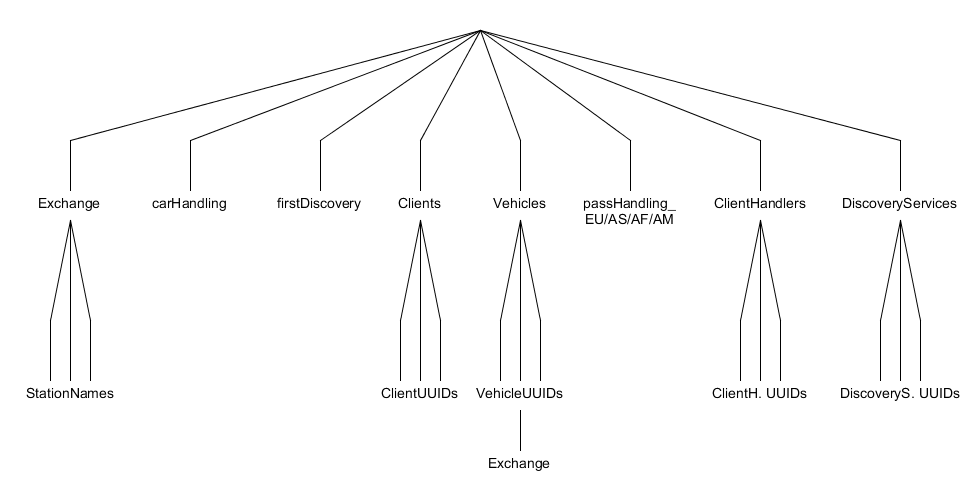 Exchange
carHandling
firstDiscovery
Clients
Vehicles
passHandling_
EU/AS/AF/AM
ClientHandlers
DiscoveryServices
StationNames
ClientUUIDs
VehicleUUIDs
ClientH. UUIDs
DiscoveryS. UUIDs
Exchange